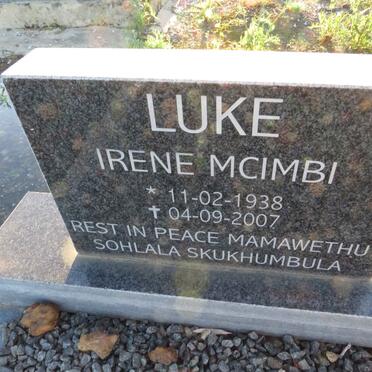 LUKE
IRENE MCIMBI
* 11-02-1938
✝ 04-09-2007
REST IN PEACE MAMAWETHU
SOHLALA SKUKHUMBULA